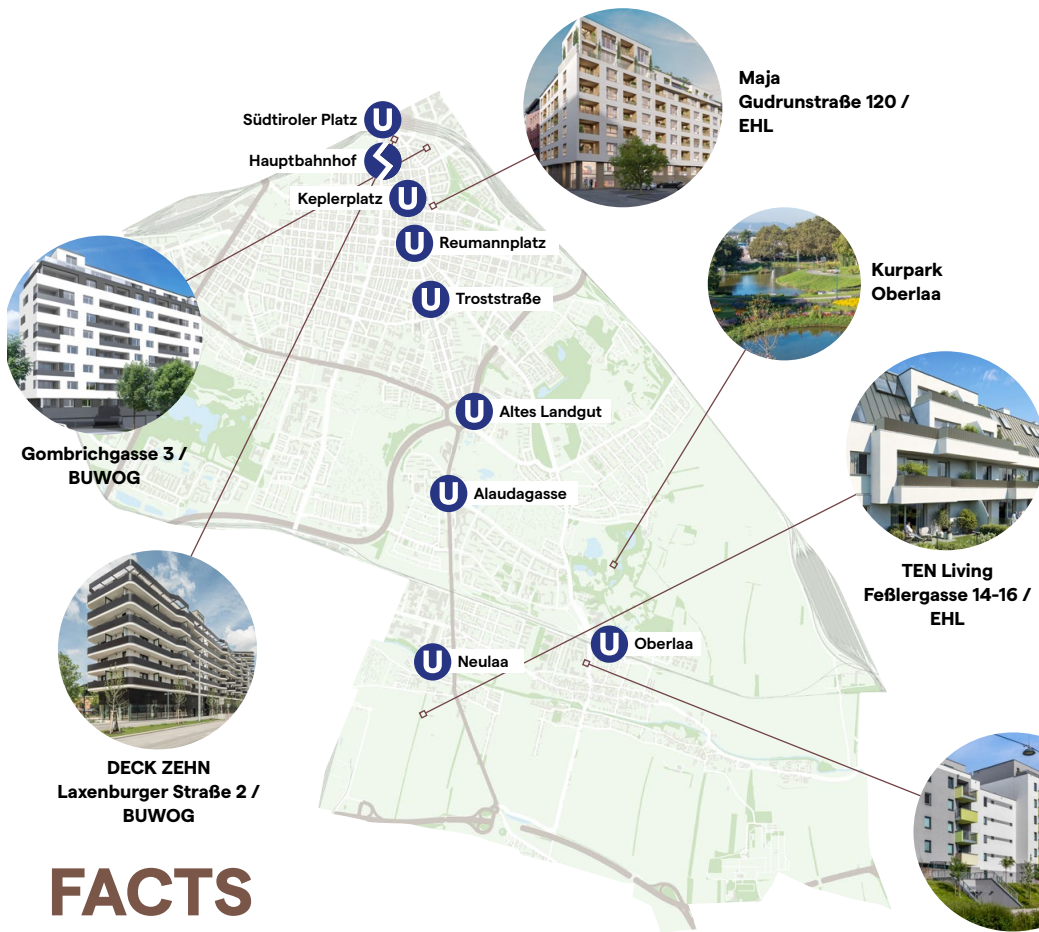 Maja
Gudrunstraße 120 /
EHL
Südtiroler Platz
U
Hauptbahnhof
Keplerplatz
U
U
Reumannplatz
U
Troststraße
Kurpark
Oberlaa
U
Altes Landgut
Gombrichgasse 3 /
BUWOG
U
Alaudagasse
TEN Living
Feßlergasse 14-16 /
EHL
U
Oberlaa
U
Neulaa
DECK ZEHN
Laxenburger Straße 2 /
BUWOG
FACTS